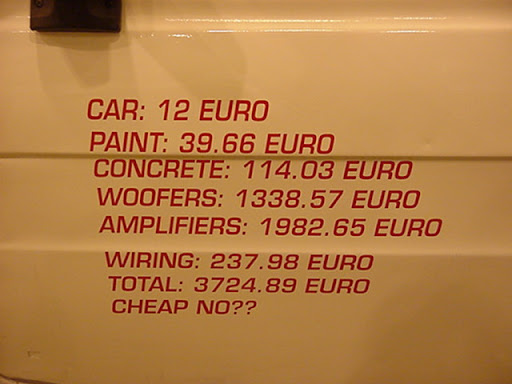 CAR: 12 EURO
PAINT: 39.66 EURO
CONCRETE: 114.03 EURO
WOOFERS: 1338.57 EURO
AMPLIFIERS: 1982.65 EURO
WIRING: 237.98 EURO
TOTAL: 3724.89 EURO
CHEAP NO??